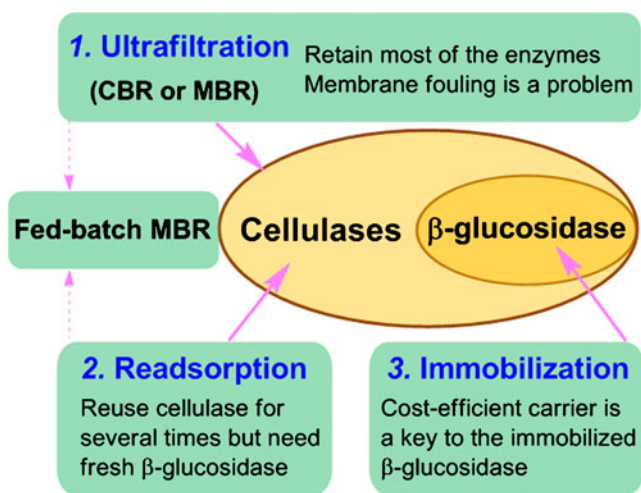 1. Ultrafiltration
(CBR or MBR)
Retain most of the enzymes
Membrane fouling is a problem
Fed-batch MBR
Cellulases
β-glucosidase
2. Readsorption
Reuse cellulase for
several times but need
fresh β-glucosidase
3. Immobilization
Cost-efficient carrier is
a key to the immobilized
β-glucosidase